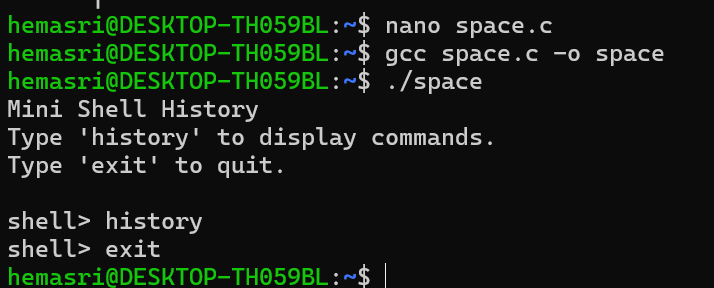 hemasri@DESKTOP-TH059BL:~$ nano space.c
hemasri@DESKTOP-TH059BL:~$ gcc space.c -o space
hemasri@DESKTOP-TH059BL:~$ ./space
Mini Shell History
Type 'history' to display commands.
Type 'exit' to quit.

shell> history
shell> exit
hemasri@DESKTOP-TH059BL:~$